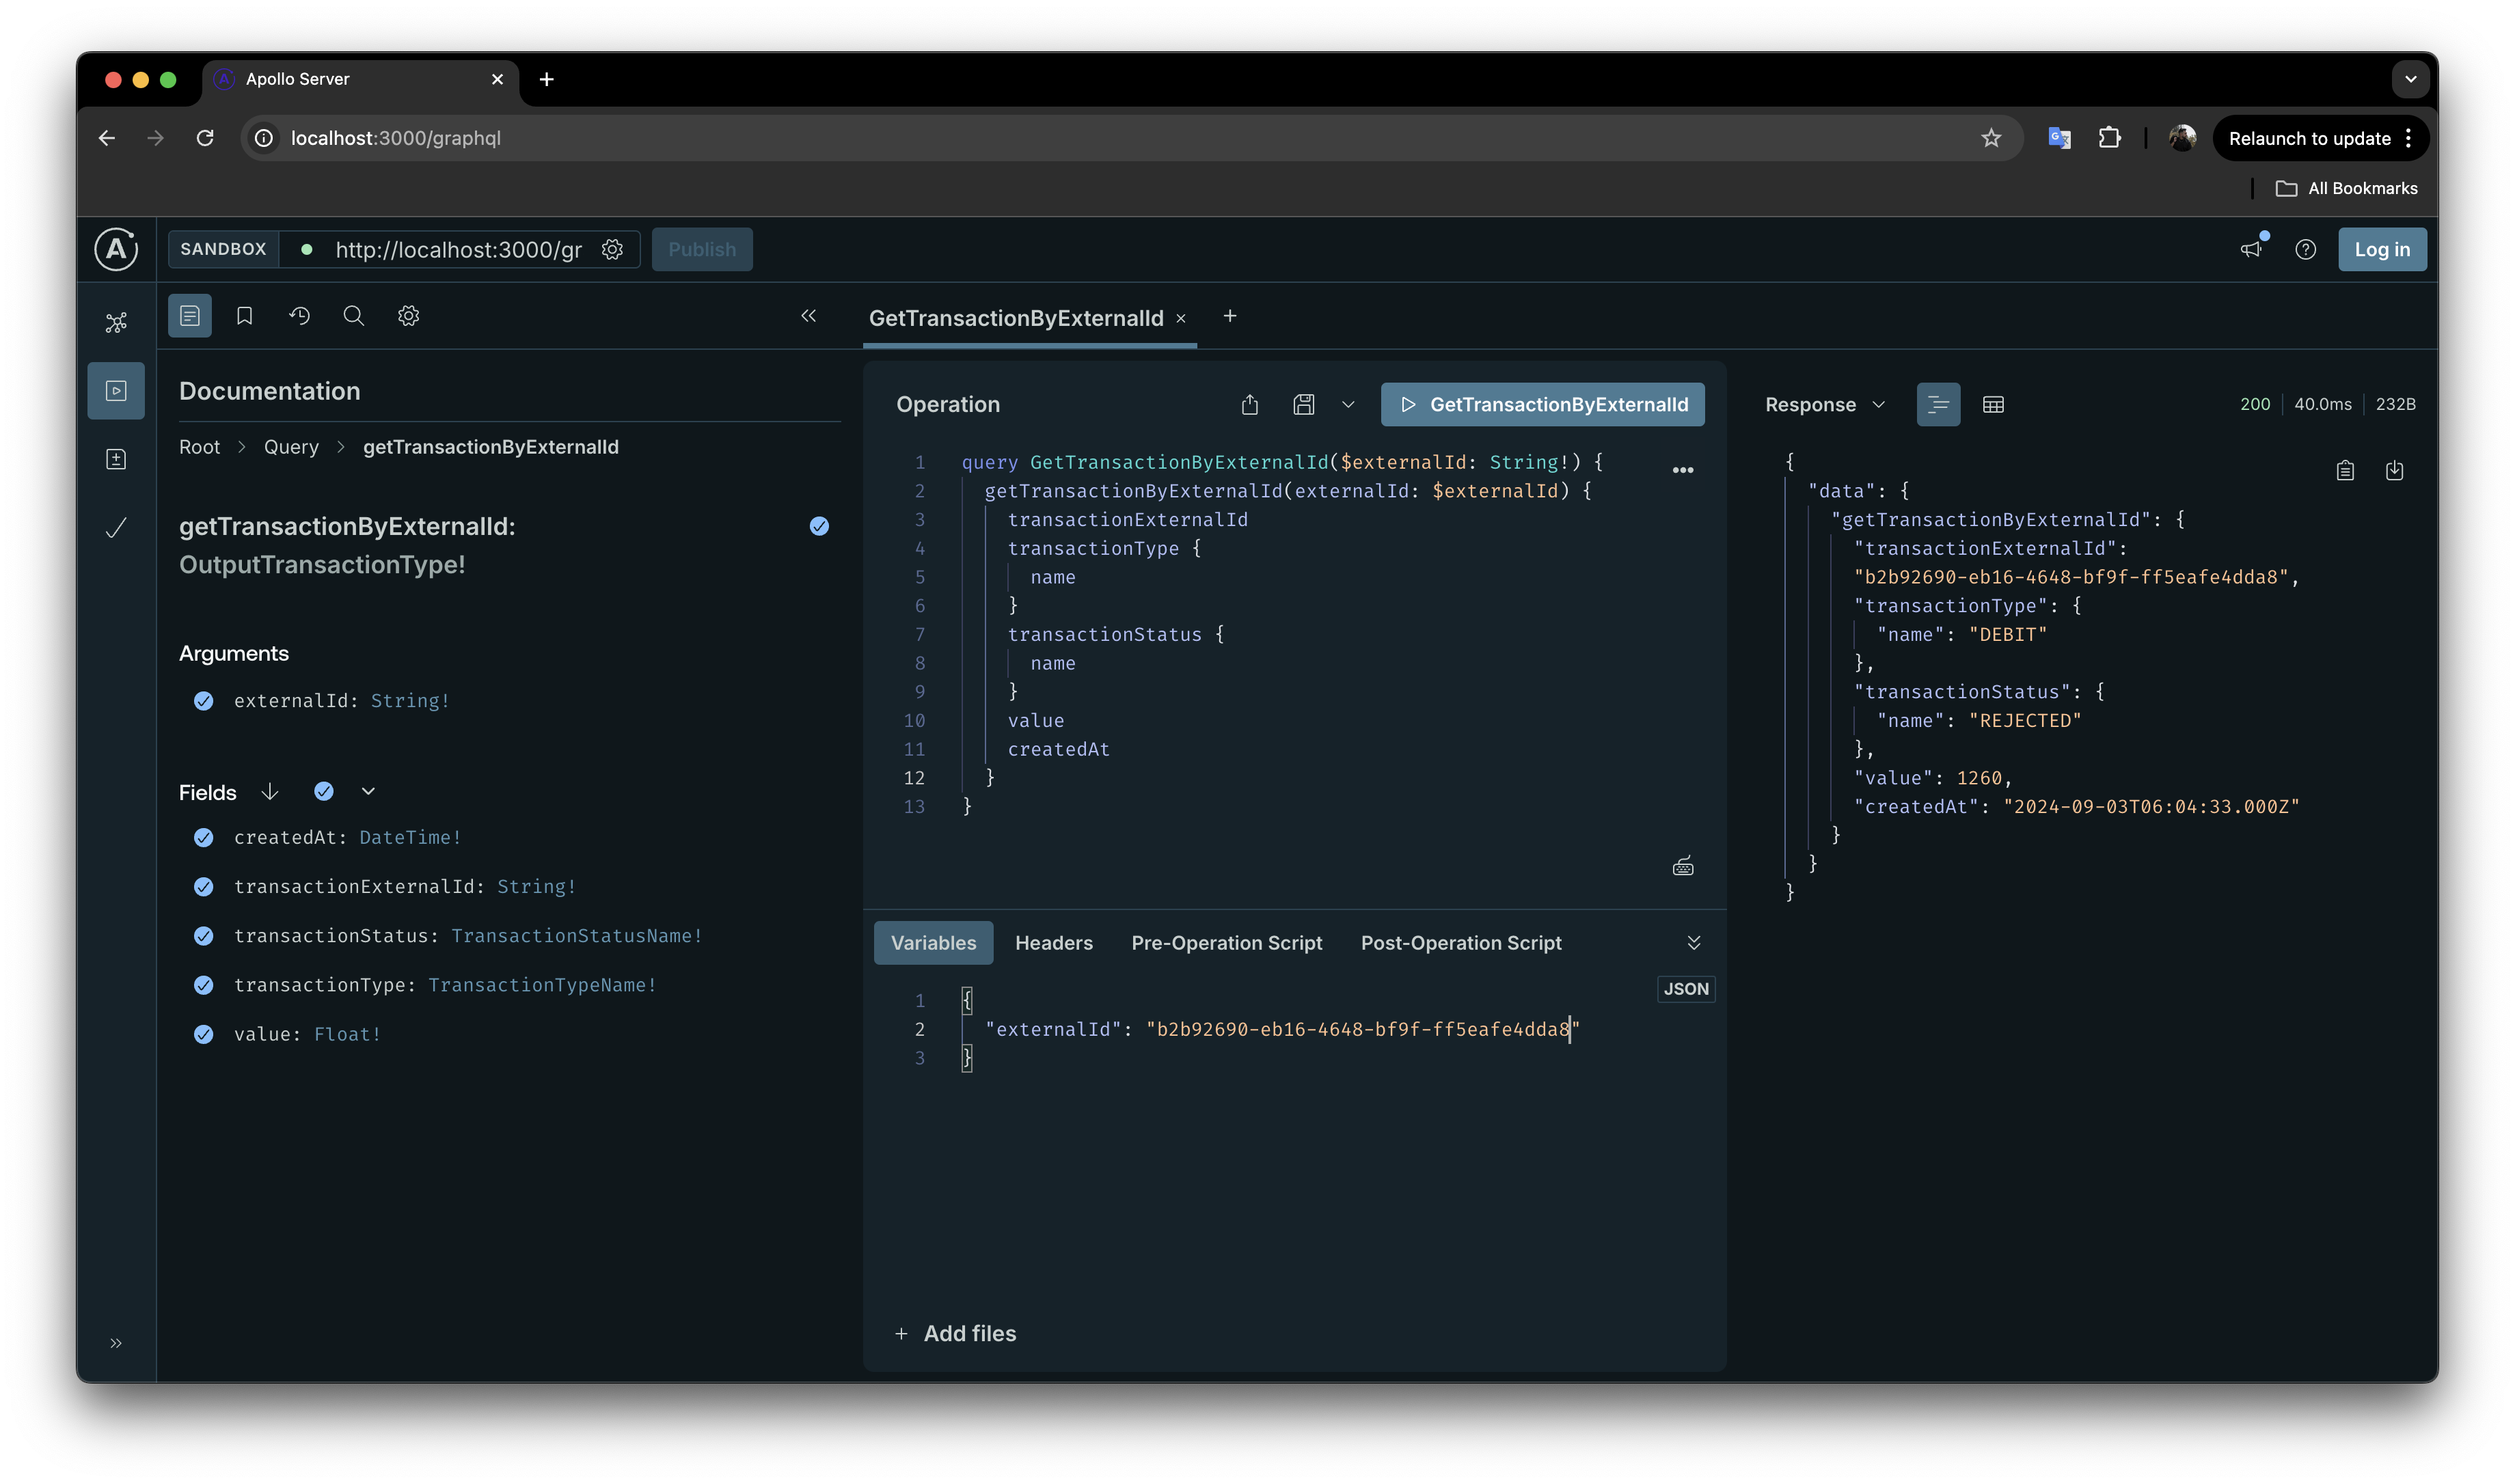 Apollo Server
localhost:3000/graphql
Relaunch to update
All Bookmarks
SANDBOX
http://localhost:3000/gr
Publish
Log in
GetTransactionByExternalId
Documentation
Root > Query > getTransactionByExternalId
getTransactionByExternalId:
OutputTransactionType!
Arguments
externalId: String!
Fields
createdAt: DateTime!
transactionExternalId: String!
transactionStatus: TransactionStatusName!
transactionType: TransactionTypeName!
value: Float!
Operation
GetTransactionByExternalId
1 query GetTransactionByExternalId($externalId: String!) {
2 getTransactionByExternalId(externalId: $externalId) {
3 transactionExternalId
4 transactionType {
5 name
6 }
7 transactionStatus {
8 name
9 }
10 value
11 createdAt
12 }
13 }
Variables Headers Pre-Operation Script Post-Operation Script
JSON
1 {
2 "externalId": "b2b92690-eb16-4648-bf9f-ff5eafe4dda8"
3 }
+ Add files
Response
200 40.0ms 232B
{
"data": {
"getTransactionByExternalId": {
"transactionExternalId":
"b2b92690-eb16-4648-bf9f-ff5eafe4dda8",
"transactionType": {
"name": "DEBIT"
},
"transactionStatus": {
"name": "REJECTED"
},
"value": 1260,
"createdAt": "2024-09-03T06:04:33.000Z"
}
}
}